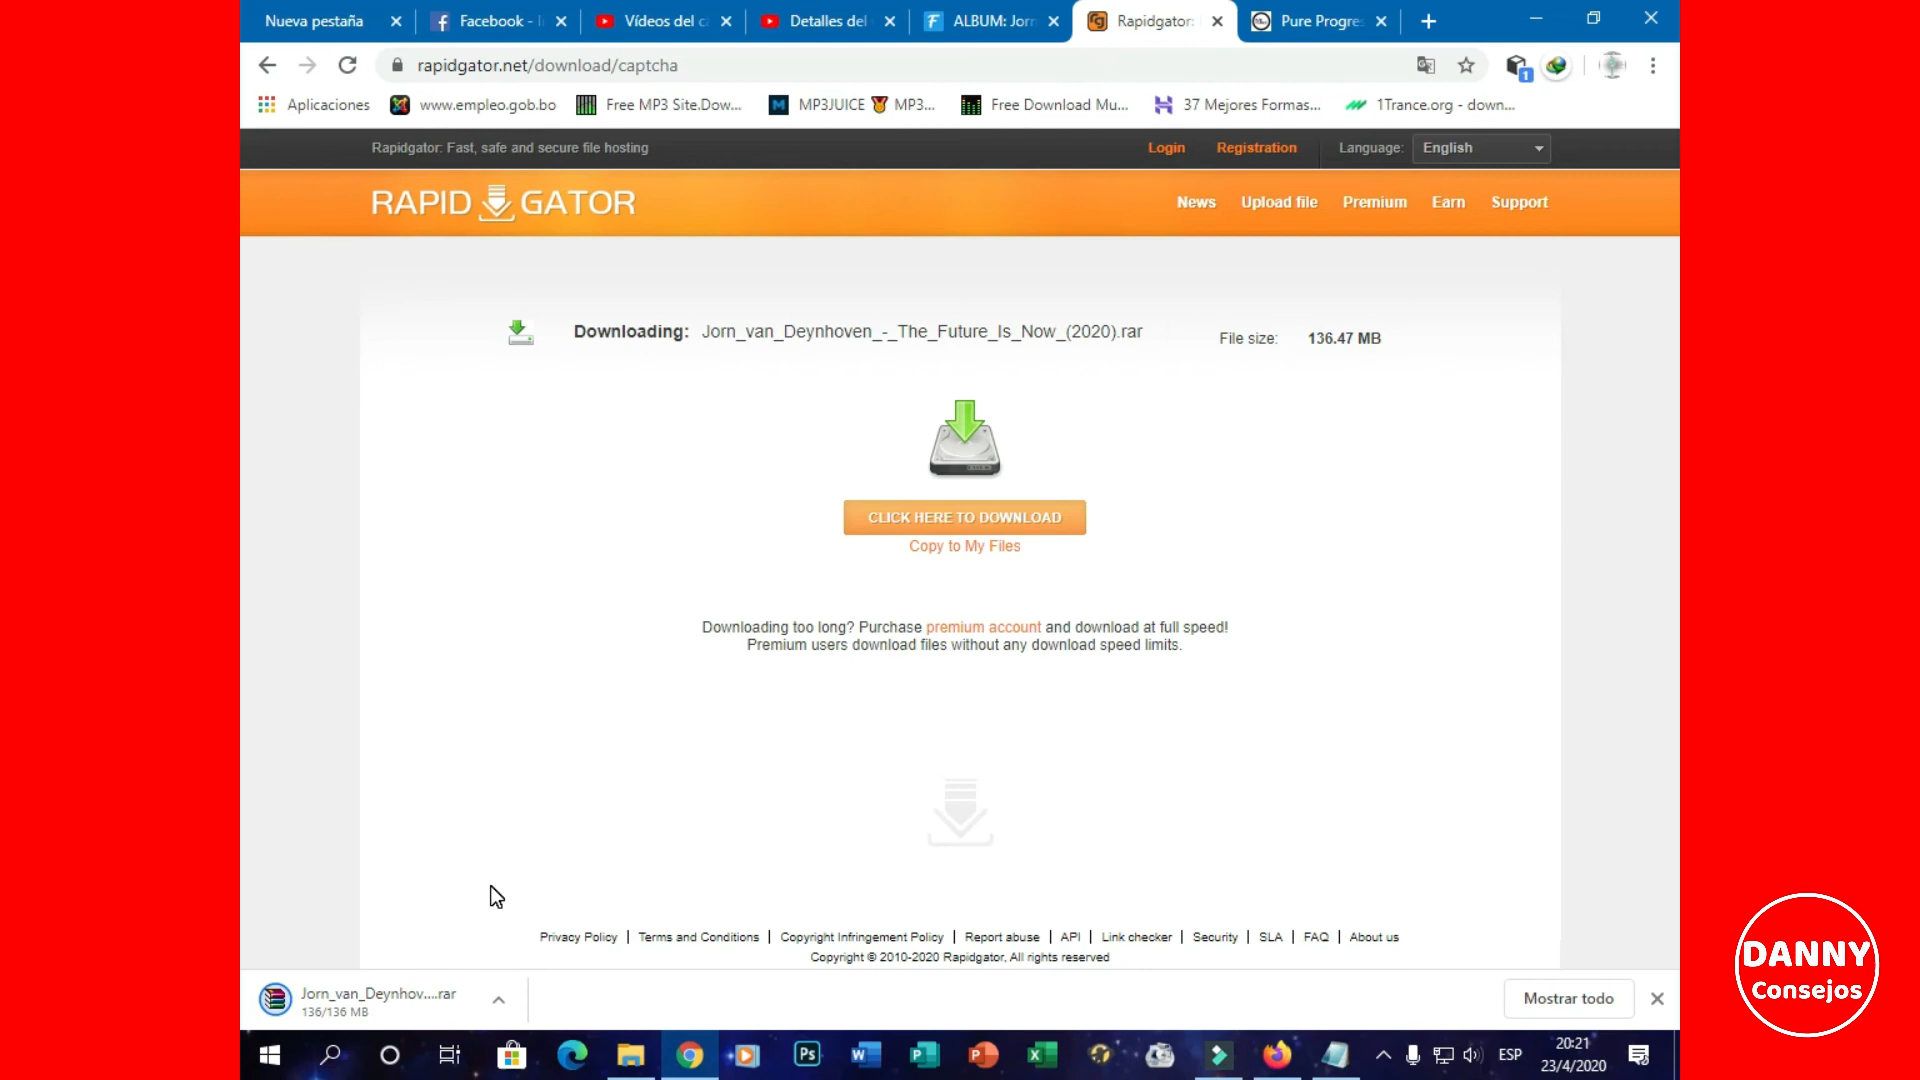 Nueva pestaña
Facebook - I
Vídeos del c
Detalles del
ALBUM: Jorn
Rapidgator:
Pure Progres
rapidgator.net/download/captcha
1
Aplicaciones
www.empleo.gob.bo
Free MP3 Site.Dow...
MP3JUICE 🏅 MP3...
Free Download Mu...
37 Mejores Formas...
1Trance.org - down...
Rapidgator: Fast, safe and secure file hosting
Login
Registration
Language:
English
RAPID GATOR
News
Upload file
Premium
Earn
Support
Downloading: Jorn_van_Deynhoven_-_The_Future_Is_Now_(2020).rar
File size: 136.47 MB
CLICK HERE TO DOWNLOAD
Copy to My Files
Downloading too long? Purchase premium account and download at full speed!
Premium users download files without any download speed limits.
Privacy Policy | Terms and Conditions | Copyright Infringement Policy | Report abuse | API | Link checker | Security | SLA | FAQ | About us
Copyright © 2010-2020 Rapidgator, All rights reserved
Jorn_van_Deynhov....rar
136/136 MB
Mostrar todo
Ps
ESP
20:21
23/4/2020
DANNY
Consejos